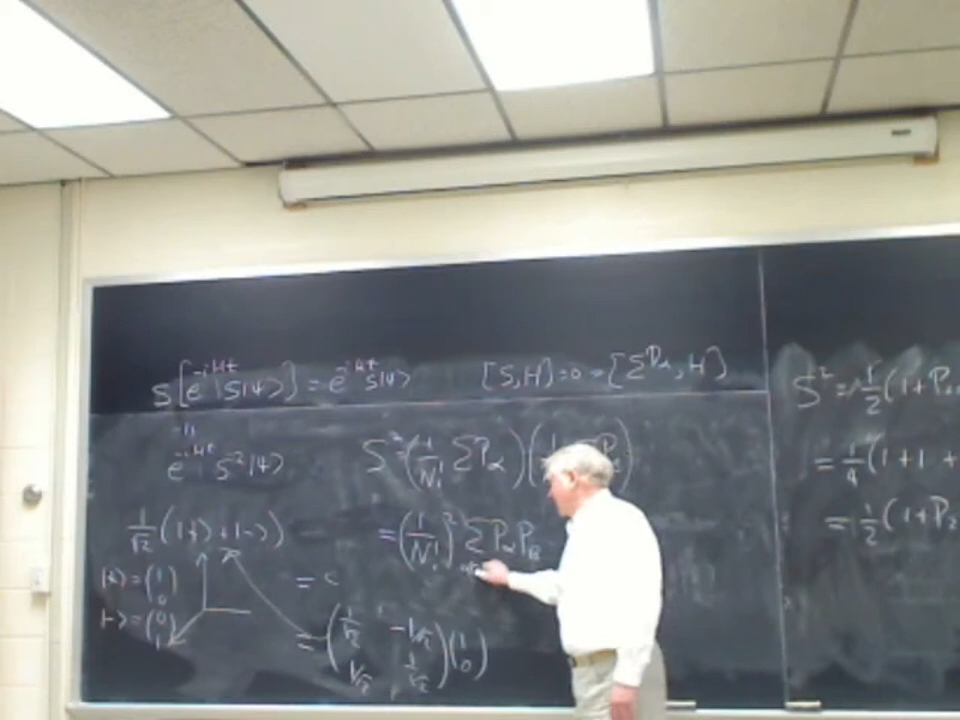 S[e^{-iHt} S|ψ>] = e^{-iHt} S|ψ>
[S,H]=0=[ΣP_α, H]
"
e^{-iHt} S^2|ψ>
S^2=(1/N! ΣP_α)(
=(1/N!)^2 Σ P_α P_β
1/√2 (|+>+|->)
|+>=(1 0)
|->=(0 1)
= (1/√2 -1/√2 1/√2 1/√2)(1 0)
S^2 = 1/2(1+P
= 1/4(1+1+
= 1/2(1+P_2